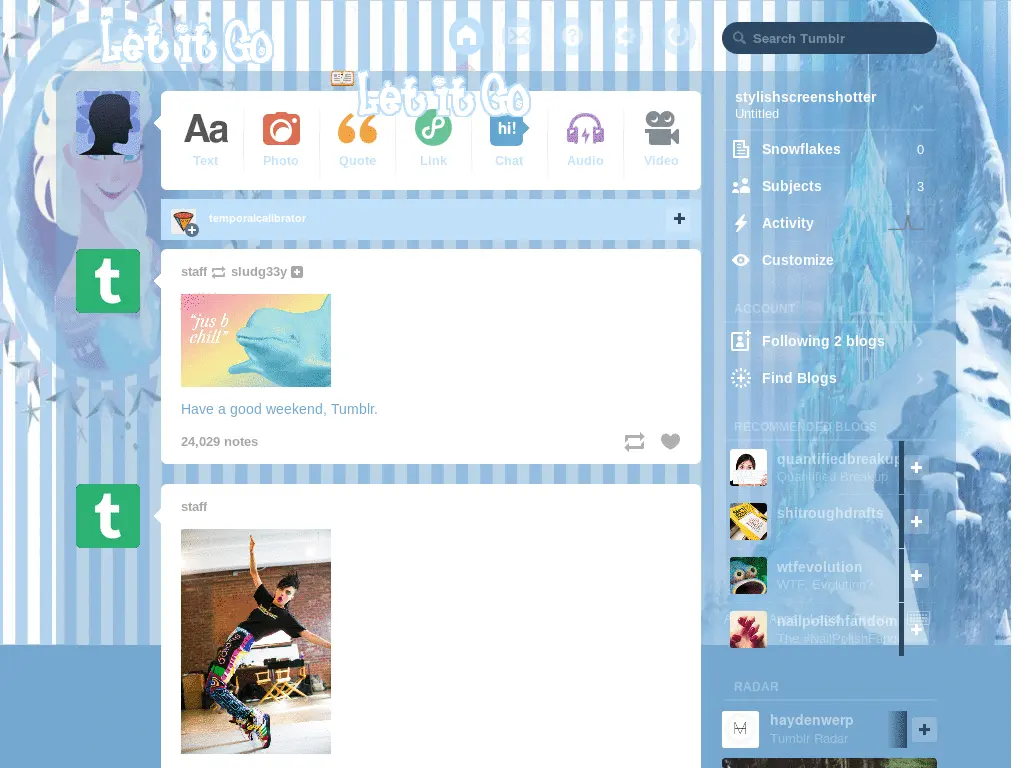 Let it Go
?
Search Tumblr
Let it Go
stylishscreenshotter
Untitled
Aa
hi!
Text
Photo
Quote
Link
Chat
Audio
Video
Snowflakes 0
Subjects 3
Activity
Customize
temporalcalibrator
t
staff sludg33y
"jus b
chill"
Have a good weekend, Tumblr.
24,029 notes
ACCOUNT
Following 2 blogs
Find Blogs
RECOMMENDED BLOGS
quantifiedbreakup
Quantified Breakup
shitroughdrafts
wtfevolution
WTF, Evolution?
nailpolishfandom
The #NailPolishFang
t
staff
RADAR
haydenwerp
Tumblr Radar